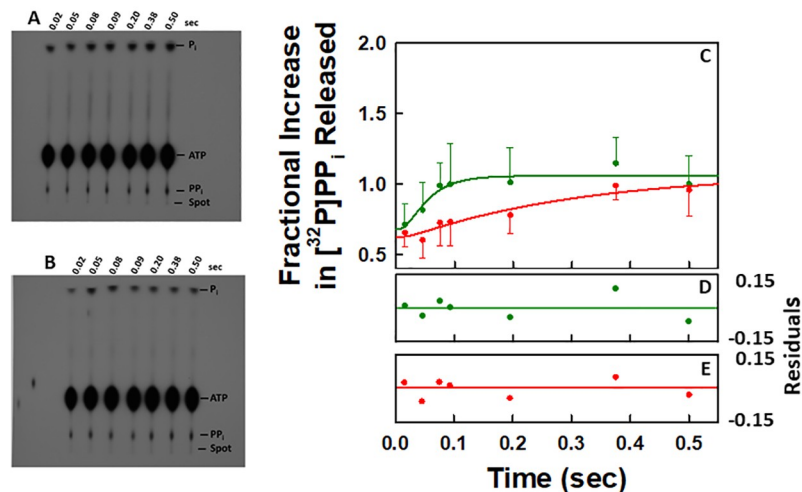 A
0.02 0.05 0.08 0.09 0.20 0.38 0.50 sec
Pi
ATP
PPi
Spot
B
0.02 0.05 0.08 0.09 0.20 0.38 0.50 sec
Pi
ATP
PPi
Spot
Fractional Increase
in [³²P]PPi Released
2.0
1.5
1.0
0.5
C
D
0.15
-0.15
E
0.15
-0.15
Residuals
0.0 0.1 0.2 0.3 0.4 0.5
Time (sec)